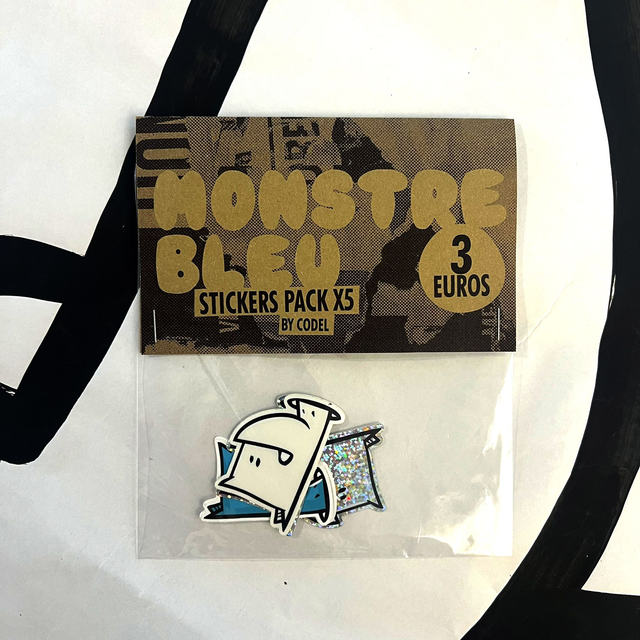 MONSTRE
BLEU
3
EUROS
STICKERS PACK X5
BY CODEL